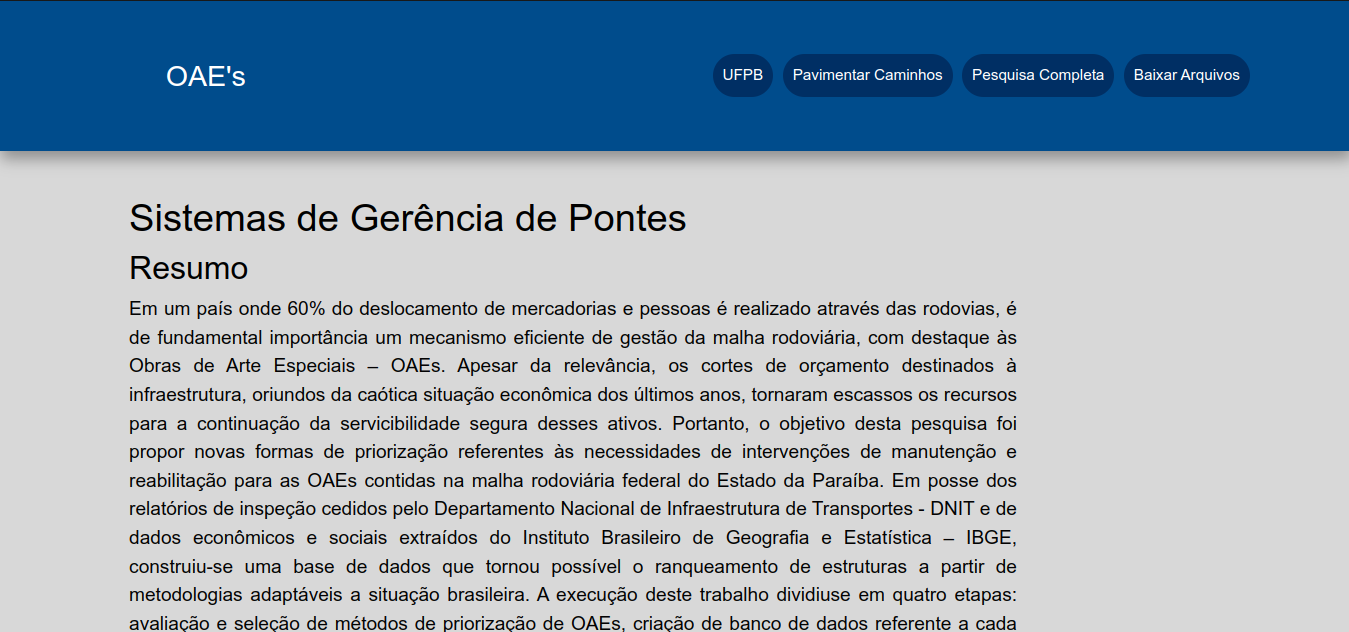 OAE's
UFPB
Pavimentar Caminhos
Pesquisa Completa
Baixar Arquivos
Sistemas de Gerência de Pontes
Resumo
Em um país onde 60% do deslocamento de mercadorias e pessoas é realizado através das rodovias, é
de fundamental importância um mecanismo eficiente de gestão da malha rodoviária, com destaque às
Obras de Arte Especiais – OAEs. Apesar da relevância, os cortes de orçamento destinados à
infraestrutura, oriundos da caótica situação econômica dos últimos anos, tornaram escassos os recursos
para a continuação da servicibilidade segura desses ativos. Portanto, o objetivo desta pesquisa foi
propor novas formas de priorização referentes às necessidades de intervenções de manutenção e
reabilitação para as OAEs contidas na malha rodoviária federal do Estado da Paraíba. Em posse dos
relatórios de inspeção cedidos pelo Departamento Nacional de Infraestrutura de Transportes - DNIT e de
dados econômicos e sociais extraídos do Instituto Brasileiro de Geografia e Estatística – IBGE,
construiu-se uma base de dados que tornou possível o ranqueamento de estruturas a partir de
metodologias adaptáveis a situação brasileira. A execução deste trabalho dividiuse em quatro etapas:
avaliação e seleção de métodos de priorização de OAEs, criação de banco de dados referente a cada